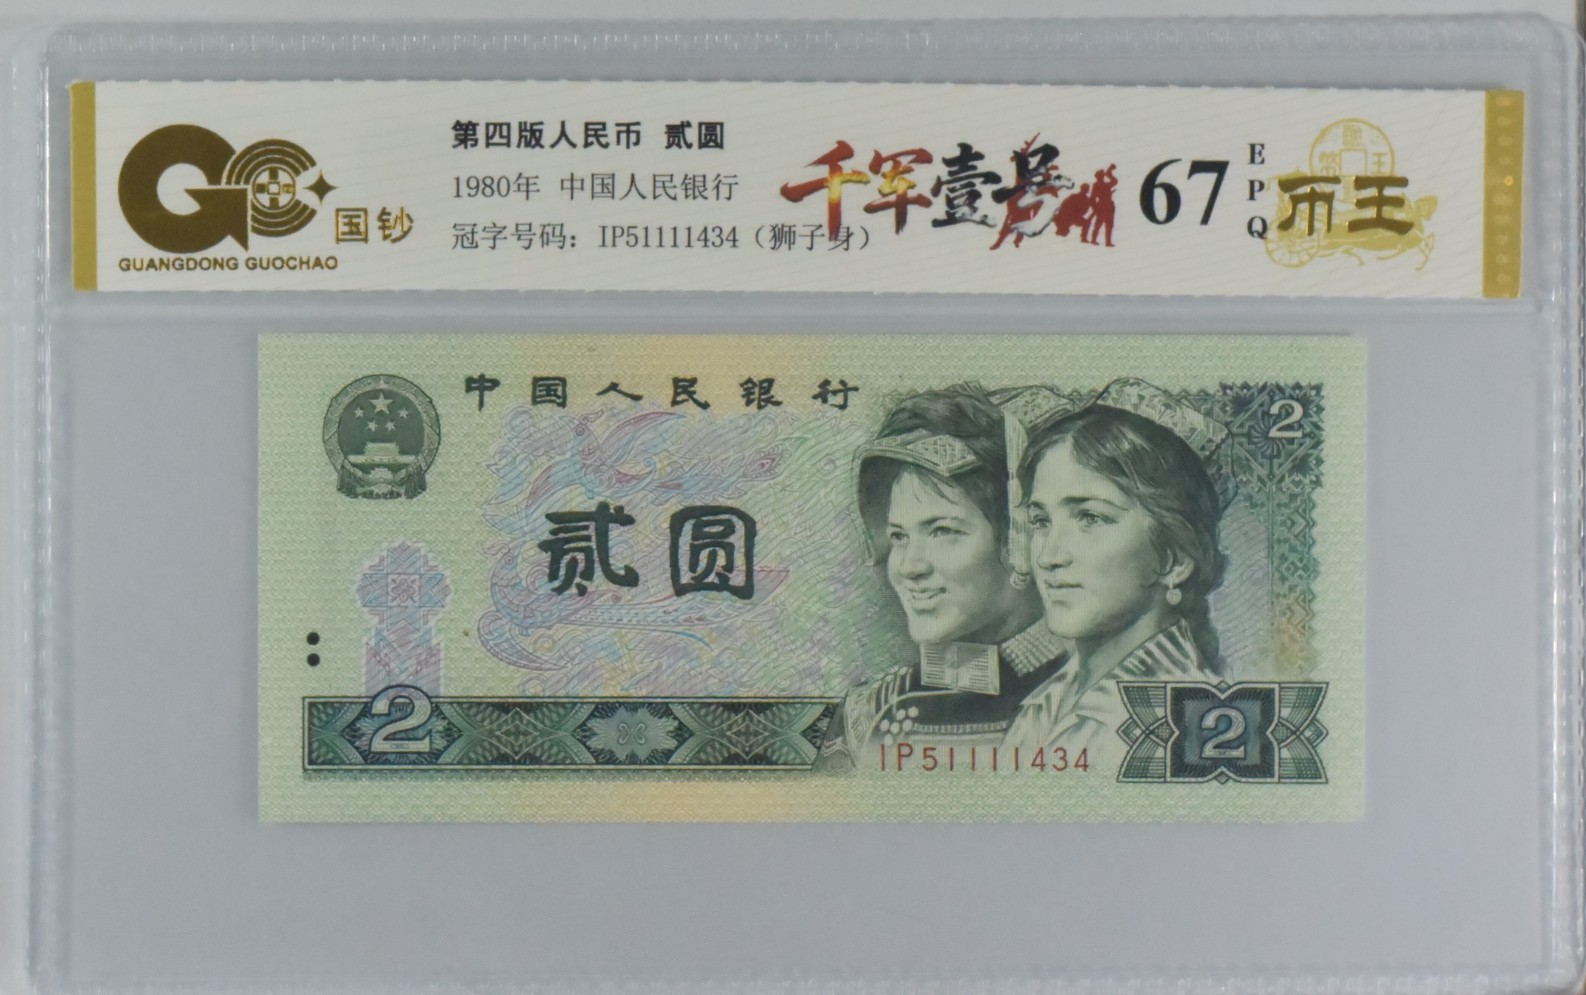 第四版人民币 贰圆
1980年 中国人民银行
冠字号码：IP51111434（狮子身）
国钞
GUANGDONG GUOCHAO
千军壹号
67
EPQ
币王
中国人民银行
2
贰圆
2
2
IP51111434